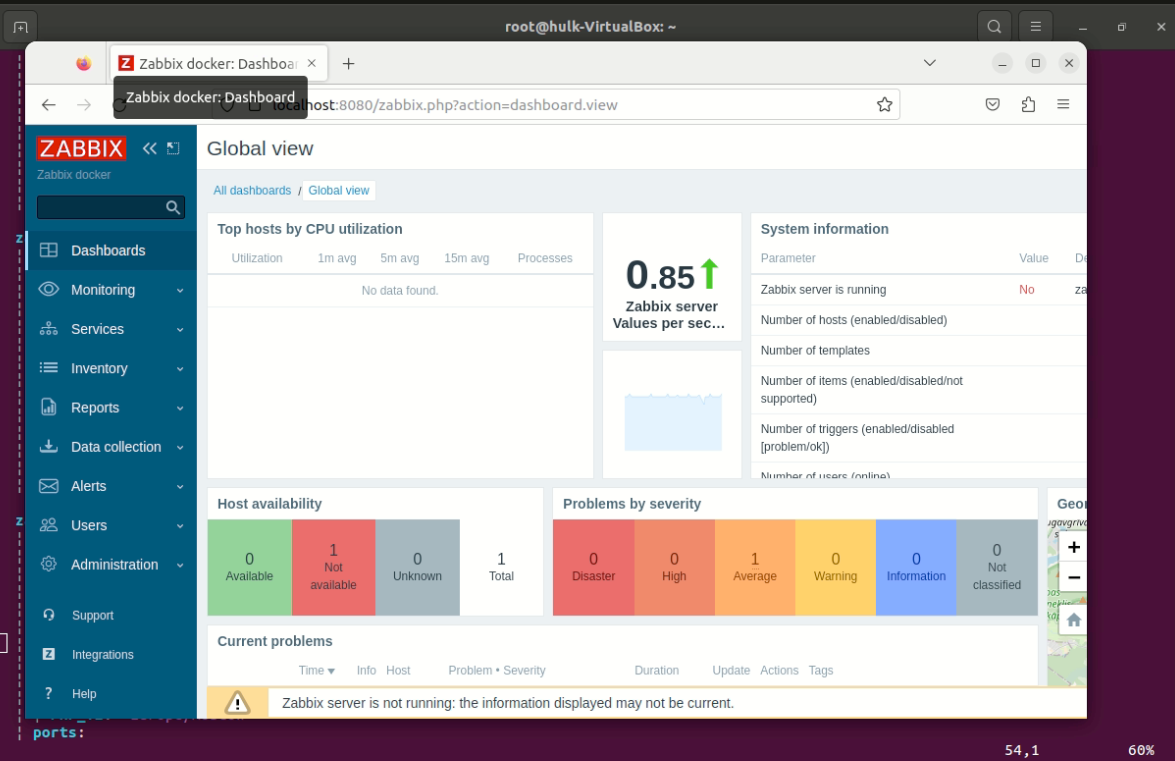 root@hulk-VirtualBox: ~
Zabbix docker: Dashboar
Zabbix docker: Dashboard
localhost:8080/zabbix.php?action=dashboard.view
ZABBIX
Zabbix docker
Dashboards
Monitoring
Services
Inventory
Reports
Data collection
Alerts
Users
Administration
Support
Integrations
Help
Global view
All dashboards / Global view
Top hosts by CPU utilization
Utilization 1m avg 5m avg 15m avg Processes
No data found.
0.85
Zabbix server
Values per sec…
System information
Parameter Value De
Zabbix server is running No za
Number of hosts (enabled/disabled)
Number of templates
Number of items (enabled/disabled/not
supported)
Number of triggers (enabled/disabled
[problem/ok])
Number of users (online)
Host availability
0
Available
1
Not
available
0
Unknown
1
Total
Problems by severity
0
Disaster
0
High
1
Average
0
Warning
0
Information
0
Not
classified
Geor
+
−
Current problems
Time Info Host Problem • Severity Duration Update Actions Tags
Zabbix server is not running: the information displayed may not be current.
z
z
ports:
54,1 60%